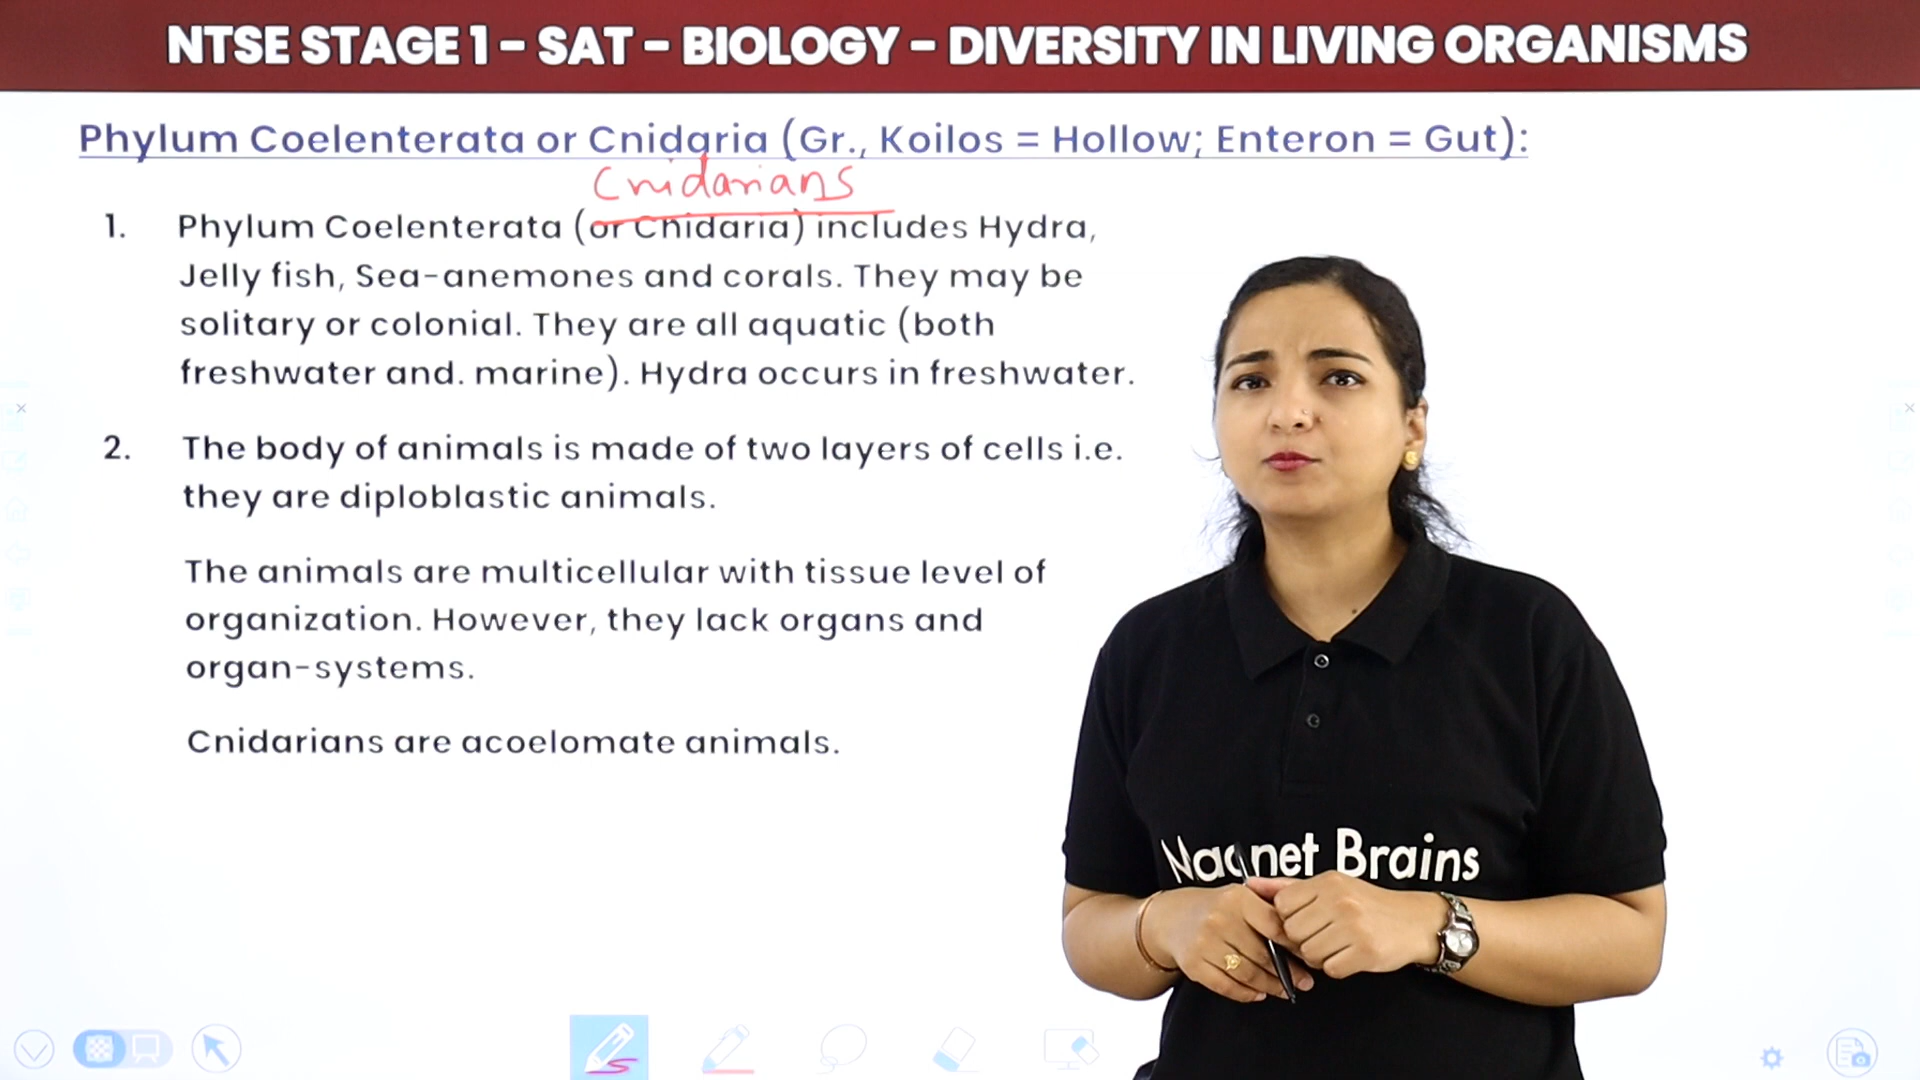 NTSE STAGE 1 - SAT - BIOLOGY - DIVERSITY IN LIVING ORGANISMS
Phylum Coelenterata or Cnidaria (Gr., Koilos = Hollow; Enteron = Gut):
Cnidarians
1. Phylum Coelenterata (or Cnidaria) includes Hydra,
Jelly fish, Sea-anemones and corals. They may be
solitary or colonial. They are all aquatic (both
freshwater and. marine). Hydra occurs in freshwater.
2. The body of animals is made of two layers of cells i.e.
they are diploblastic animals.
The animals are multicellular with tissue level of
organization. However, they lack organs and
organ-systems.
Cnidarians are acoelomate animals.
Magnet Brains